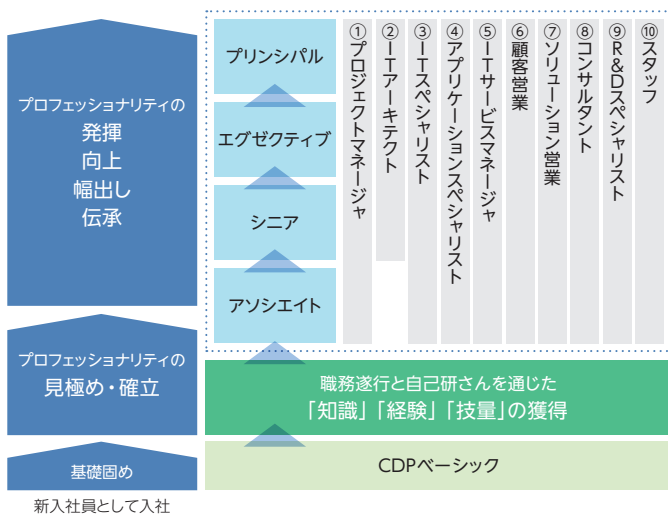 プロフェッショナリティの
発揮
向上
幅出し
伝承
プロフェッショナリティの
見極め・確立
基礎固め
新入社員として入社
プリンシパル
エグゼクティブ
シニア
アソシエイト
①プロジェクトマネージャ
②ITアーキテクト
③ITスペシャリスト
④アプリケーションスペシャリスト
⑤ITサービスマネージャ
⑥顧客営業
⑦ソリューション営業
⑧コンサルタント
⑨R&Dスペシャリスト
⑩スタッフ
職務遂行と自己研さんを通じた
「知識」「経験」「技量」の獲得
CDPベーシック